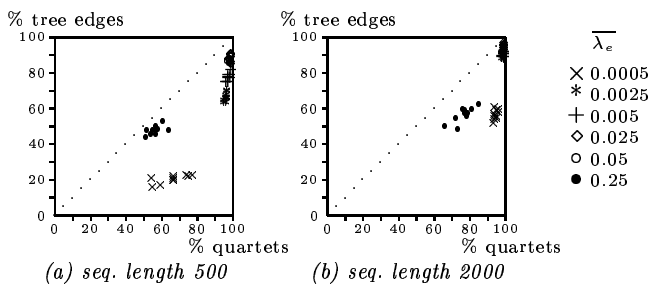 % tree edges
100
80
60
40
20
0
0 20 40 60 80 100
% quartets
(a) seq. length 500
% tree edges
100
80
60
40
20
0
0 20 40 60 80 100
% quartets
(b) seq. length 2000
λe
0.0005
0.0025
0.005
0.025
0.05
0.25